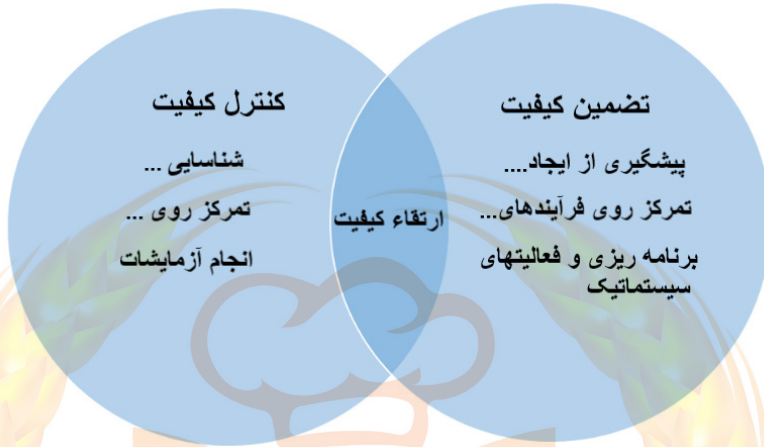 تضمین کیفیت
پیشگیری از ایجاد....
تمرکز روی فرآیندهای...
برنامه ریزی و فعالیتهای
سیستماتیک
ارتقاء کیفیت
کنترل کیفیت
شناسایی ...
تمرکز روی ...
انجام آزمایشات